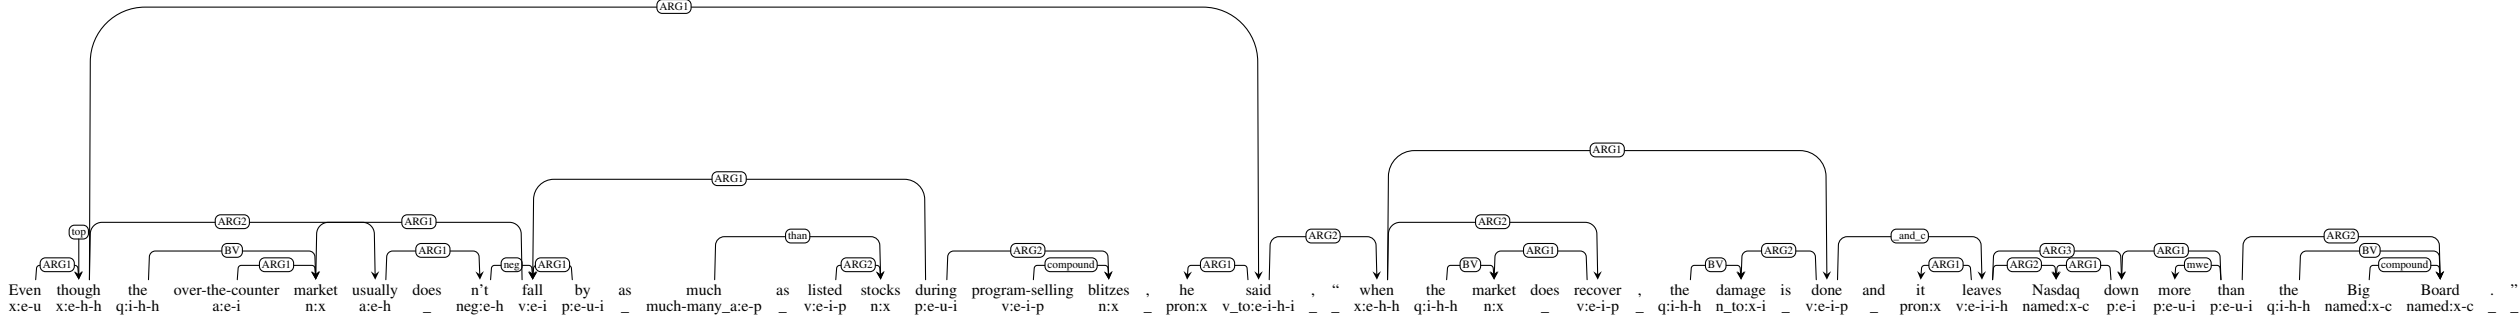 ARG1
ARG1
ARG1
top ARG2 ARG1 _and_c
than ARG2 ARG2
BV ARG1 ARG2 ARG1 ARG2 ARG3 ARG1 BV
ARG1 ARG1 neg ARG1 ARG2 compound ARG1 BV BV ARG1 ARG2 ARG1 mwe compound
Even though the over-the-counter market usually does n't fall by as much as listed stocks during program-selling blitzes , he said , “ when the market does recover , the damage is done and it leaves Nasdaq down more than the Big Board . ”
x:e-u x:e-h-h q:i-h-h a:e-i n:x a:e-h _ neg:e-h v:e-i p:e-u-i _ much-many_a:e-p _ v:e-i-p n:x p:e-u-i v:e-i-p n:x _ pron:x v_to:e-i-h-i _ _ x:e-h-h q:i-h-h n:x _ v:e-i-p _ q:i-h-h n_to:x-i _ v:e-i-p _ pron:x v:e-i-i-h named:x-c p:e-i p:e-u-i p:e-u-i q:i-h-h named:x-c named:x-c _ _